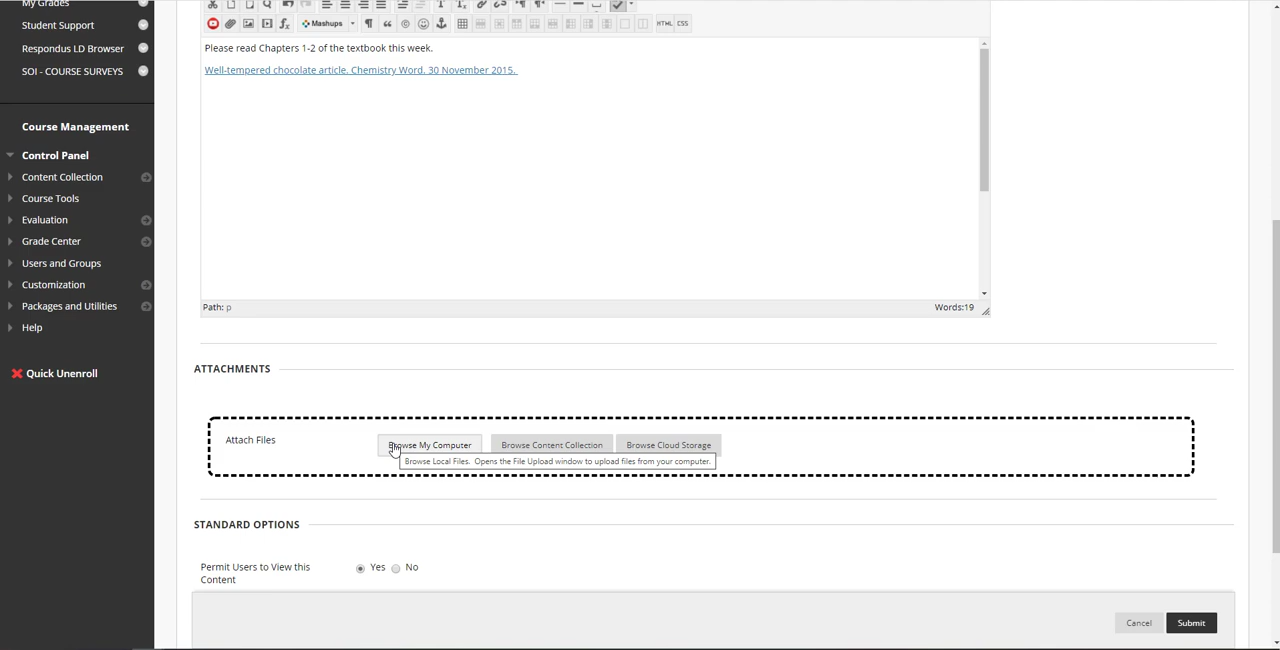 My Grades
Student Support
Respondus LD Browser
SOI - COURSE SURVEYS
Course Management
Control Panel
Content Collection
Course Tools
Evaluation
Grade Center
Users and Groups
Customization
Packages and Utilities
Help
Quick Unenroll
Mashups
HTML CSS
Please read Chapters 1-2 of the textbook this week.
Well-tempered chocolate article. Chemistry Word. 30 November 2015.
Path: p
Words:19
ATTACHMENTS
Attach Files
Browse My Computer
Browse Content Collection
Browse Cloud Storage
Browse Local Files. Opens the File Upload window to upload files from your computer.
STANDARD OPTIONS
Permit Users to View this
Content
Yes
No
Cancel
Submit